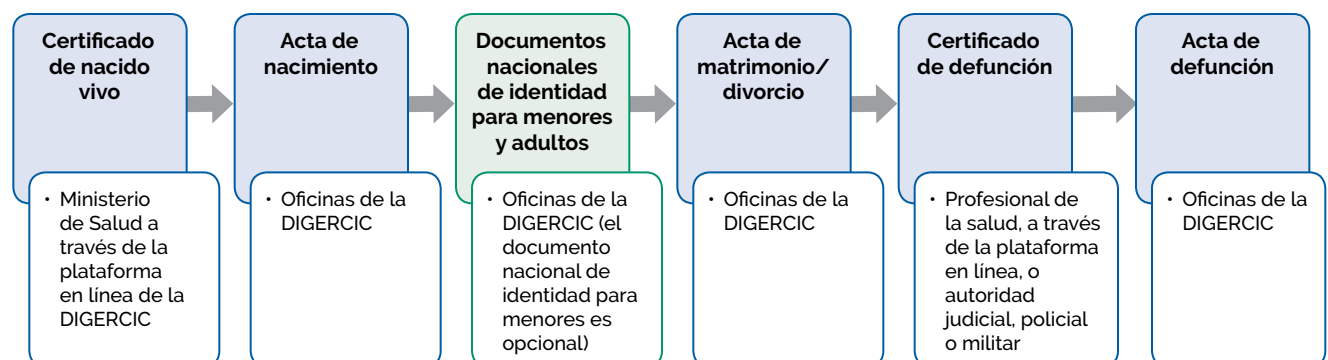 Certificado
de nacido
vivo
Acta de
nacimiento
Documentos
nacionales
de identidad
para menores
y adultos
Acta de
matrimonio/
divorcio
Certificado
de defunción
Acta de
defunción
• Ministerio
de Salud a
través de la
plataforma
en línea de la
DIGERCIC
• Oficinas de la
DIGERCIC
• Oficinas de la
DIGERCIC (el
documento
nacional de
identidad para
menores es
opcional)
• Oficinas de la
DIGERCIC
• Profesional de
la salud, a través
de la plataforma
en línea, o
autoridad
judicial, policial
o militar
• Oficinas de la
DIGERCIC